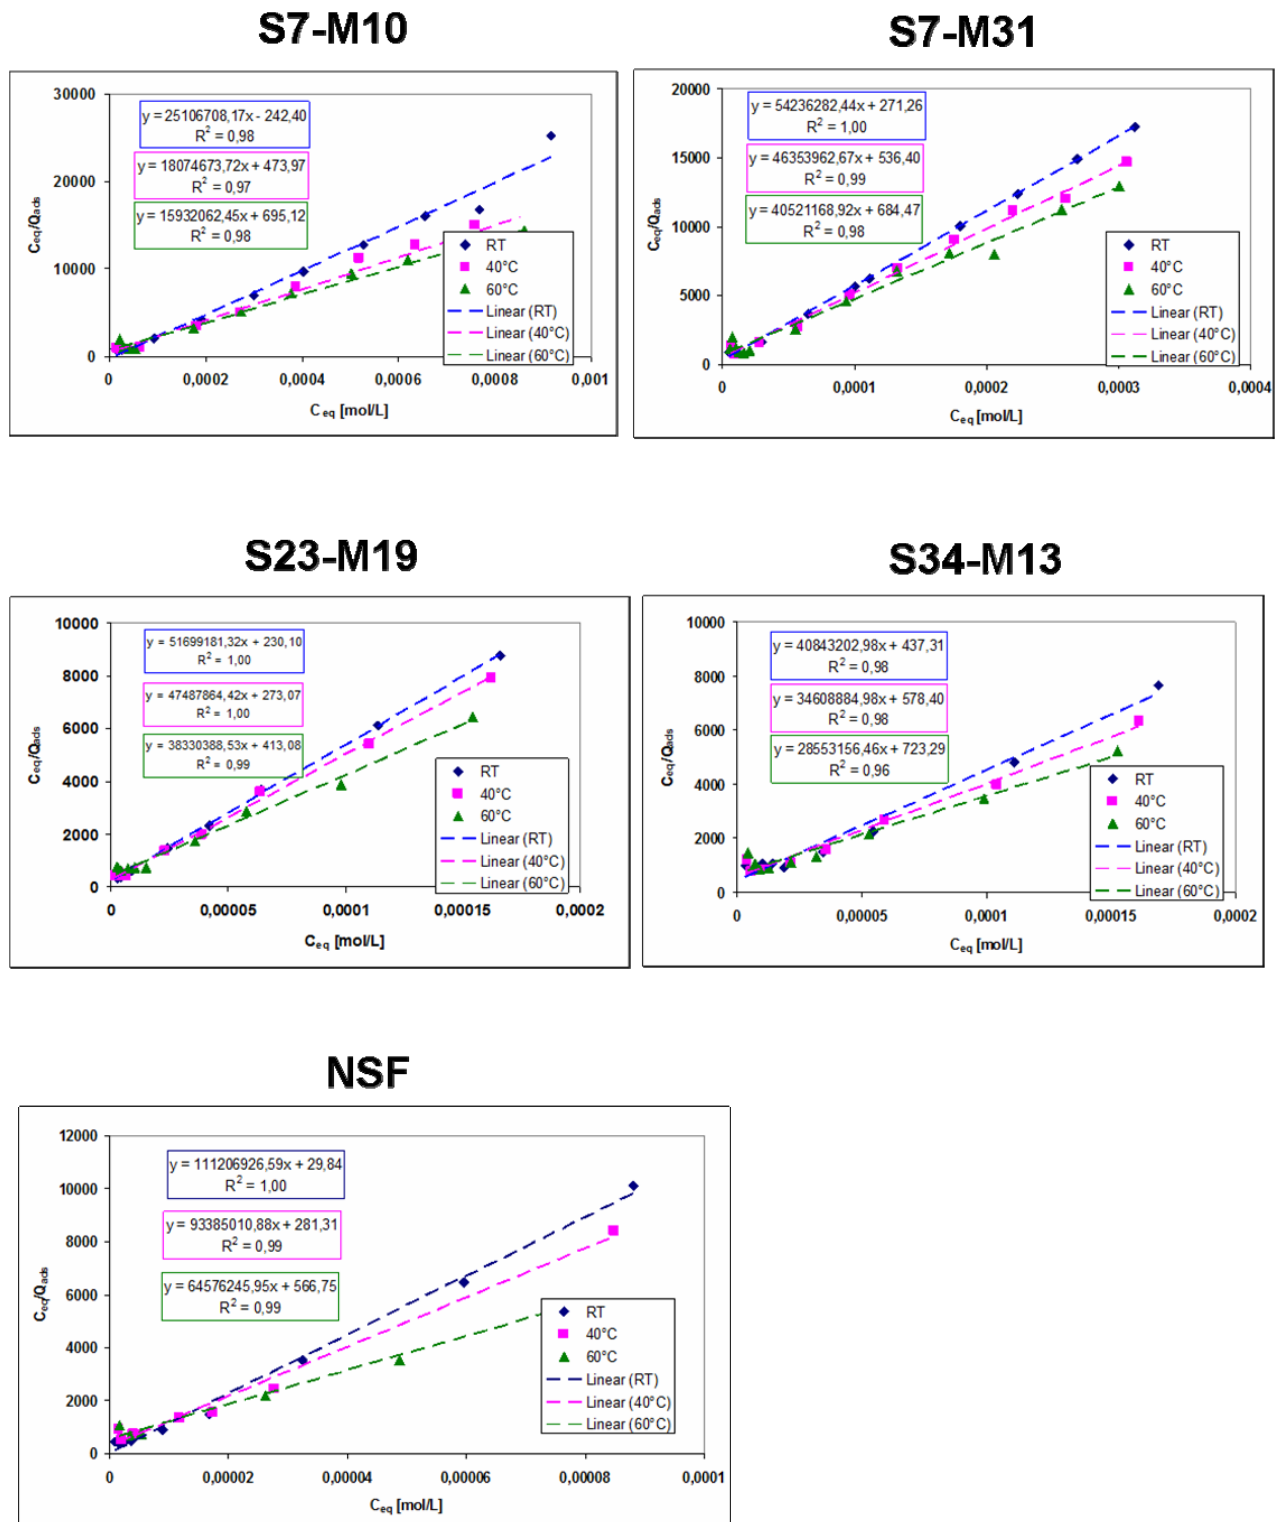 S7-M10
30000
20000
10000
0
0
0,0002
0,0004
0,0006
0,0008
0,001
Ceq/Qads
C eq [mol/L]
y = 25106708,17x - 242,40
R2 = 0,98
y = 18074673,72x + 473,97
R2 = 0,97
y = 15932062,45x + 695,12
R2 = 0,98
RT
40°C
60°C
Linear (RT)
Linear (40°C)
Linear (60°C)
S7-M31
20000
15000
10000
5000
0
0
0,0001
0,0002
0,0003
0,0004
Ceq/Qads
C eq [mol/L]
y = 54236282,44x + 271,26
R2 = 1,00
y = 46353962,67x + 536,40
R2 = 0,99
y = 40521168,92x + 684,47
R2 = 0,98
RT
40°C
60°C
Linear (RT)
Linear (40°C)
Linear (60°C)
S23-M19
10000
8000
6000
4000
2000
0
0
0,00005
0,0001
0,00015
0,0002
Ceq/Qads
Ceq [mol/L]
y = 51699181,32x + 230,10
R2 = 1,00
y = 47487864,42x + 273,07
R2 = 1,00
y = 38330388,53x + 413,08
R2 = 0,99
RT
40°C
60°C
Linear (RT)
Linear (40°C)
Linear (60°C)
S34-M13
10000
8000
6000
4000
2000
0
0
0,00005
0,0001
0,00015
0,0002
Ceq/Qads
Ceq [mol/L]
y = 40843202,98x + 437,31
R2 = 0,98
y = 34608884,98x + 578,40
R2 = 0,98
y = 28553156,46x + 723,29
R2 = 0,96
RT
40°C
60°C
Linear (RT)
Linear (40°C)
Linear (60°C)
NSF
12000
10000
8000
6000
4000
2000
0
0
0,00002
0,00004
0,00006
0,00008
0,0001
Ceq/Qads
Ceq [mol/L]
y = 111206926,59x + 29,84
R2 = 1,00
y = 93385010,88x + 281,31
R2 = 0,99
y = 64576245,95x + 566,75
R2 = 0,99
RT
40°C
60°C
Linear (RT)
Linear (40°C)
Linear (60°C)